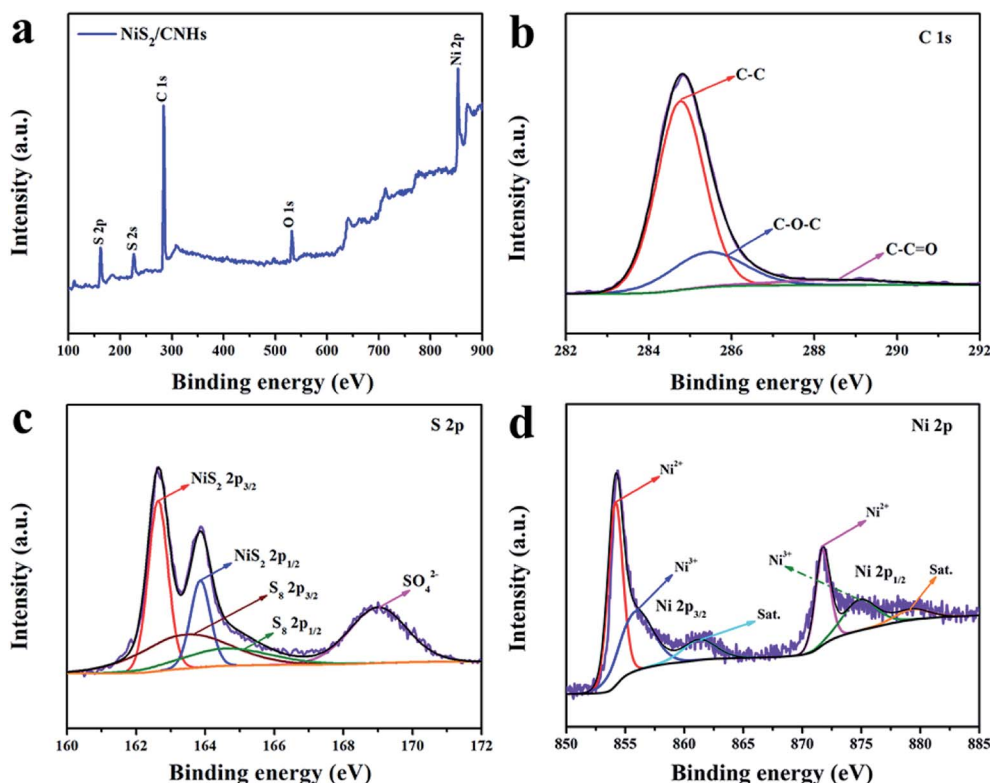 a
NiS₂/CNHs
S 2p
S 2s
C 1s
O 1s
Ni 2p
Intensity (a.u.)
100 200 300 400 500 600 700 800 900
Binding energy (eV)
b
C 1s
C-C
C-O-C
C-C=O
Intensity (a.u.)
282 284 286 288 290 292
Binding energy (eV)
c
S 2p
NiS₂ 2p₃/₂
NiS₂ 2p₁/₂
S₈ 2p₃/₂
S₈ 2p₁/₂
SO₄²⁻
Intensity (a.u.)
160 162 164 166 168 170 172
Binding energy (eV)
d
Ni 2p
Ni²⁺
Ni³⁺
Ni 2p₃/₂
Sat.
Ni²⁺
Ni³⁺
Ni 2p₁/₂
Sat.
Intensity (a.u.)
850 855 860 865 870 875 880 885
Binding energy (eV)